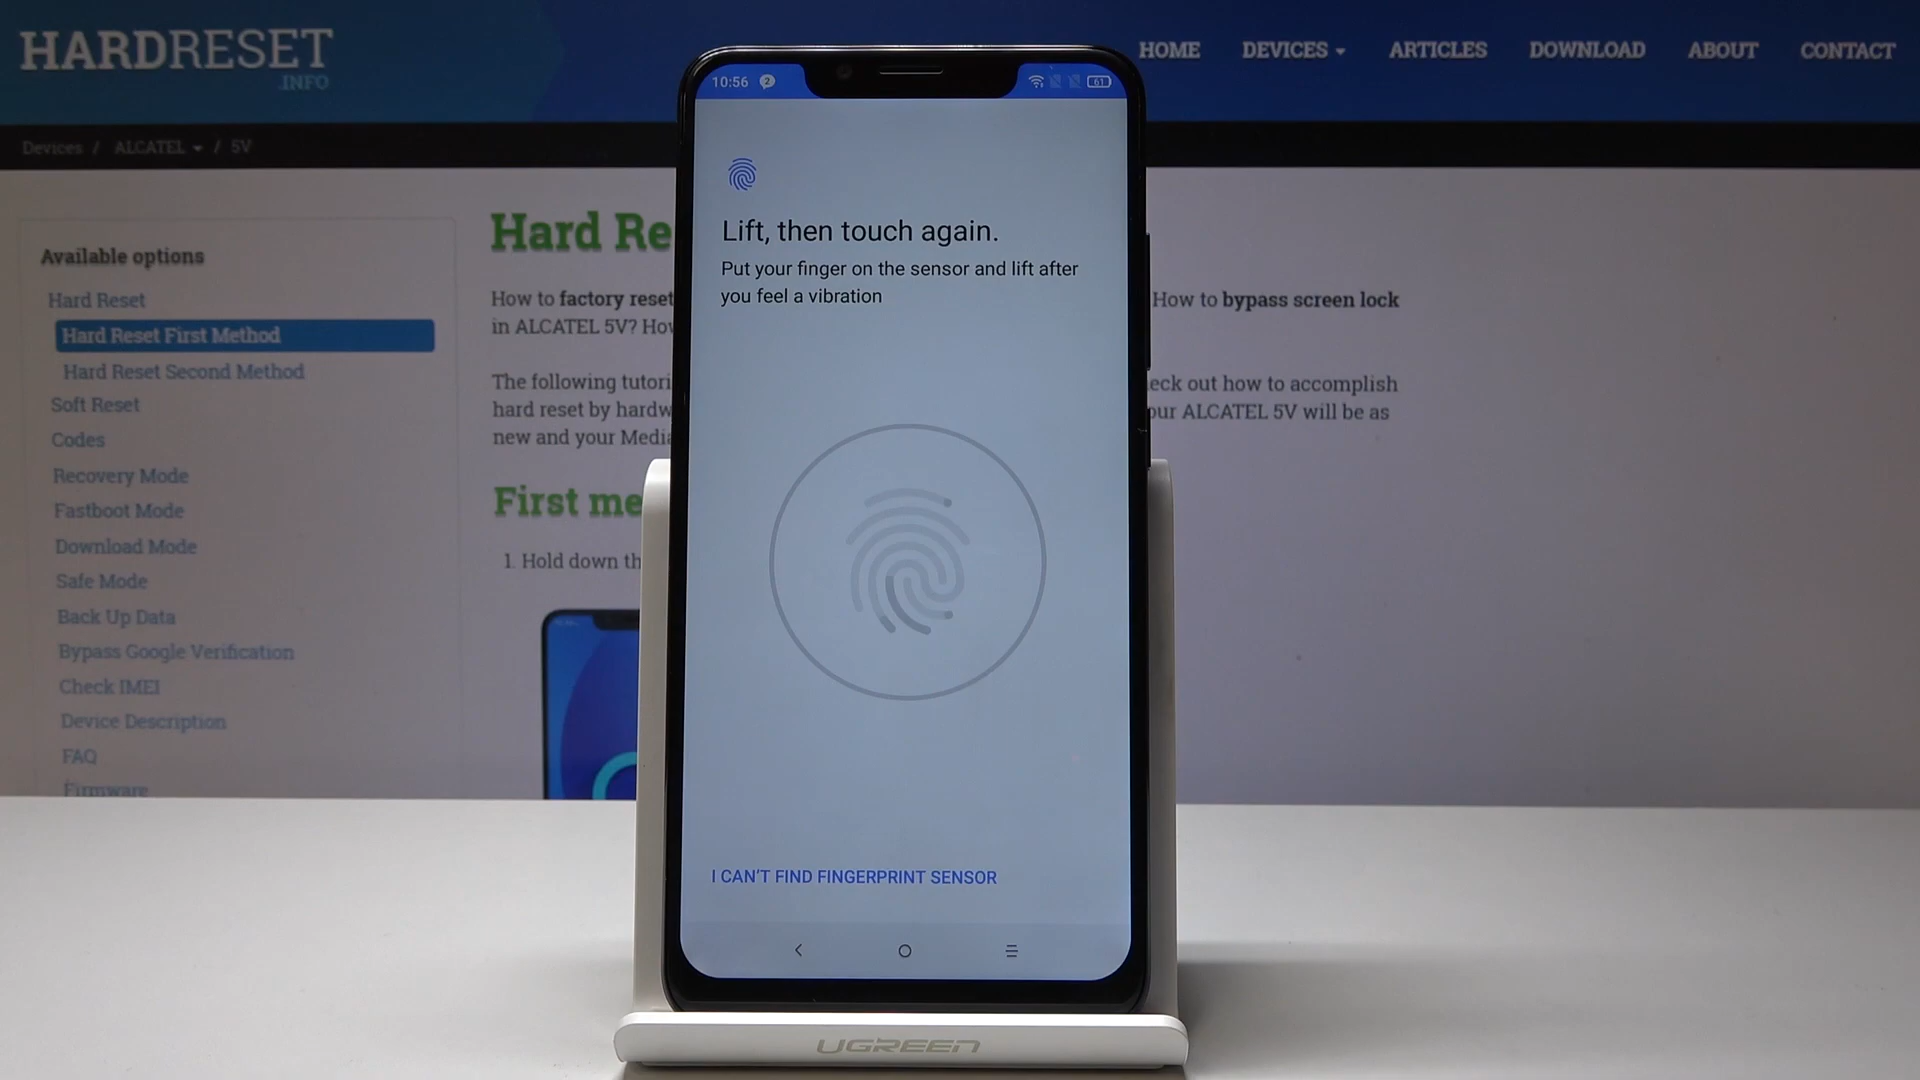 HARDRESET
.INFO
HOME DEVICES ARTICLES DOWNLOAD ABOUT CONTACT
Devices / ALCATEL / 5V
Available options
Hard Reset
Hard Reset First Method
Hard Reset Second Method
Soft Reset
Codes
Recovery Mode
Fastboot Mode
Download Mode
Safe Mode
Back Up Data
Bypass Google Verification
Check IMEI
Device Description
FAQ
Firmware
Hard Re
How to factory reset
How to bypass screen lock
in ALCATEL 5V? How
The following tutori
eck out how to accomplish
hard reset by hardw
our ALCATEL 5V will be as
new and your Media
First me
1. Hold down th
10:56 2 61
Lift, then touch again.
Put your finger on the sensor and lift after
you feel a vibration
I CAN'T FIND FINGERPRINT SENSOR
UGREEN